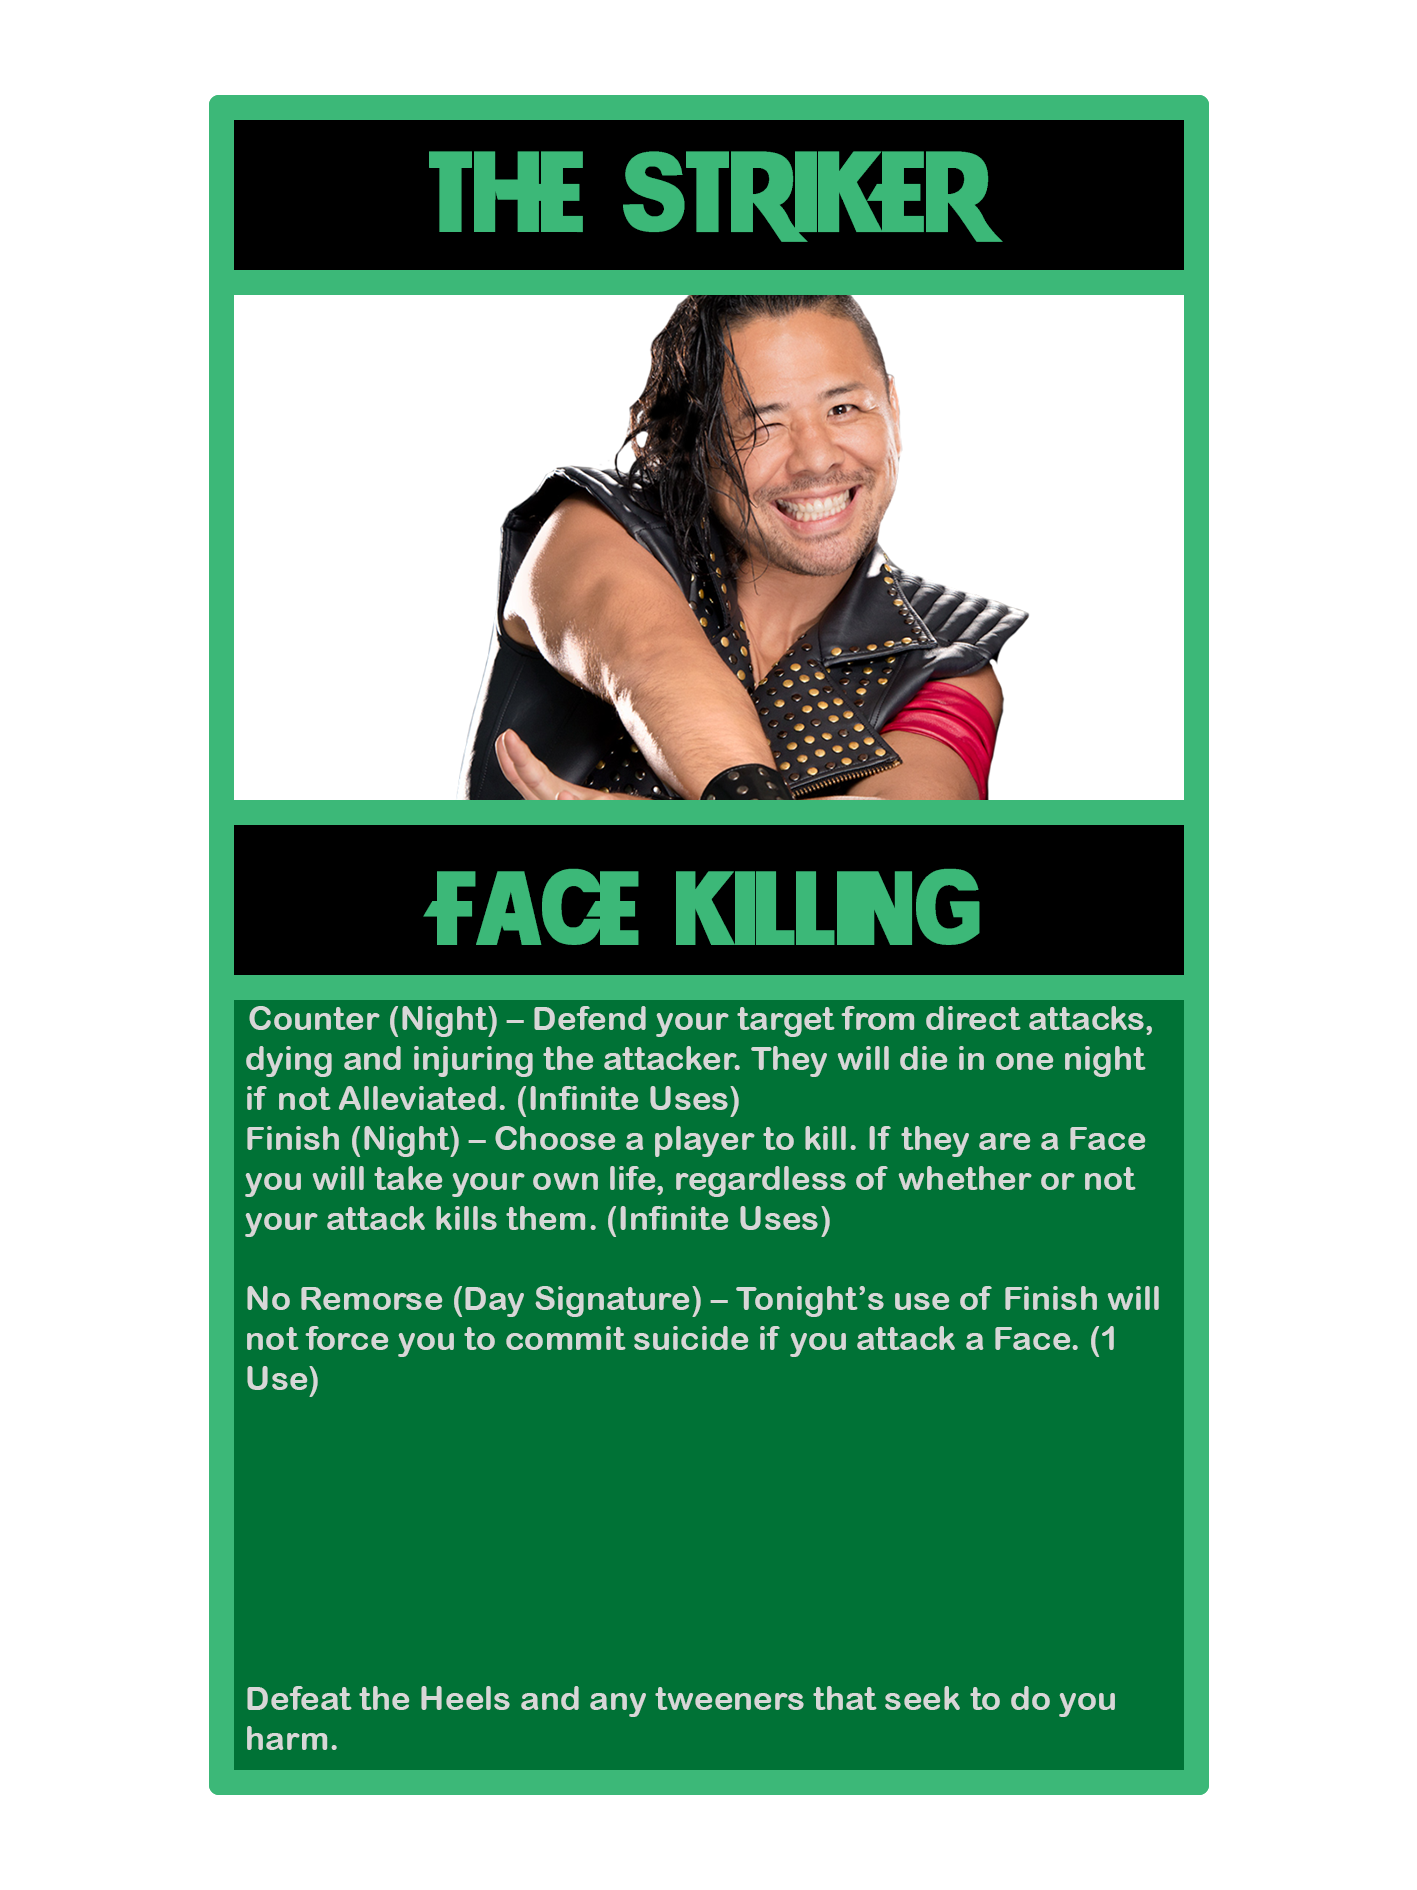 THE STRIKER
FACE KILLING
Counter (Night) – Defend your target from direct attacks,
dying and injuring the attacker. They will die in one night
if not Alleviated. (Infinite Uses)
Finish (Night) – Choose a player to kill. If they are a Face
you will take your own life, regardless of whether or not
your attack kills them. (Infinite Uses)
No Remorse (Day Signature) – Tonight’s use of Finish will
not force you to commit suicide if you attack a Face. (1
Use)
Defeat the Heels and any tweeners that seek to do you
harm.